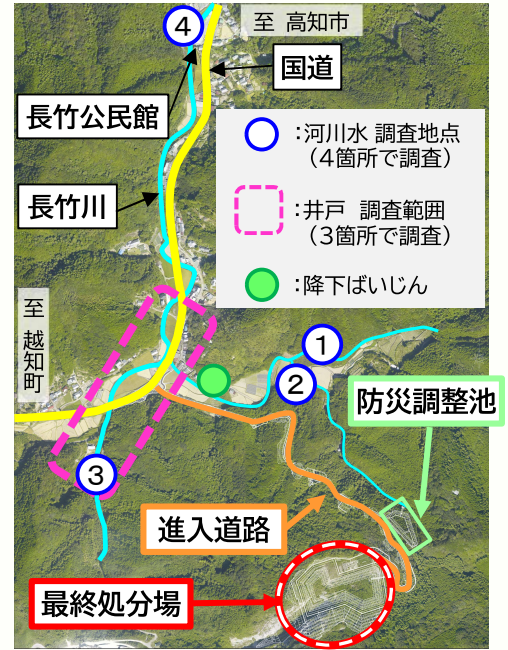 ④
至 高知市
国道
長竹公民館
：河川水 調査地点
（４箇所で調査）
長竹川
：井戸 調査範囲
（３箇所で調査）
：降下ばいじん
至 越知町
①
②
防災調整池
③
進入道路
最終処分場